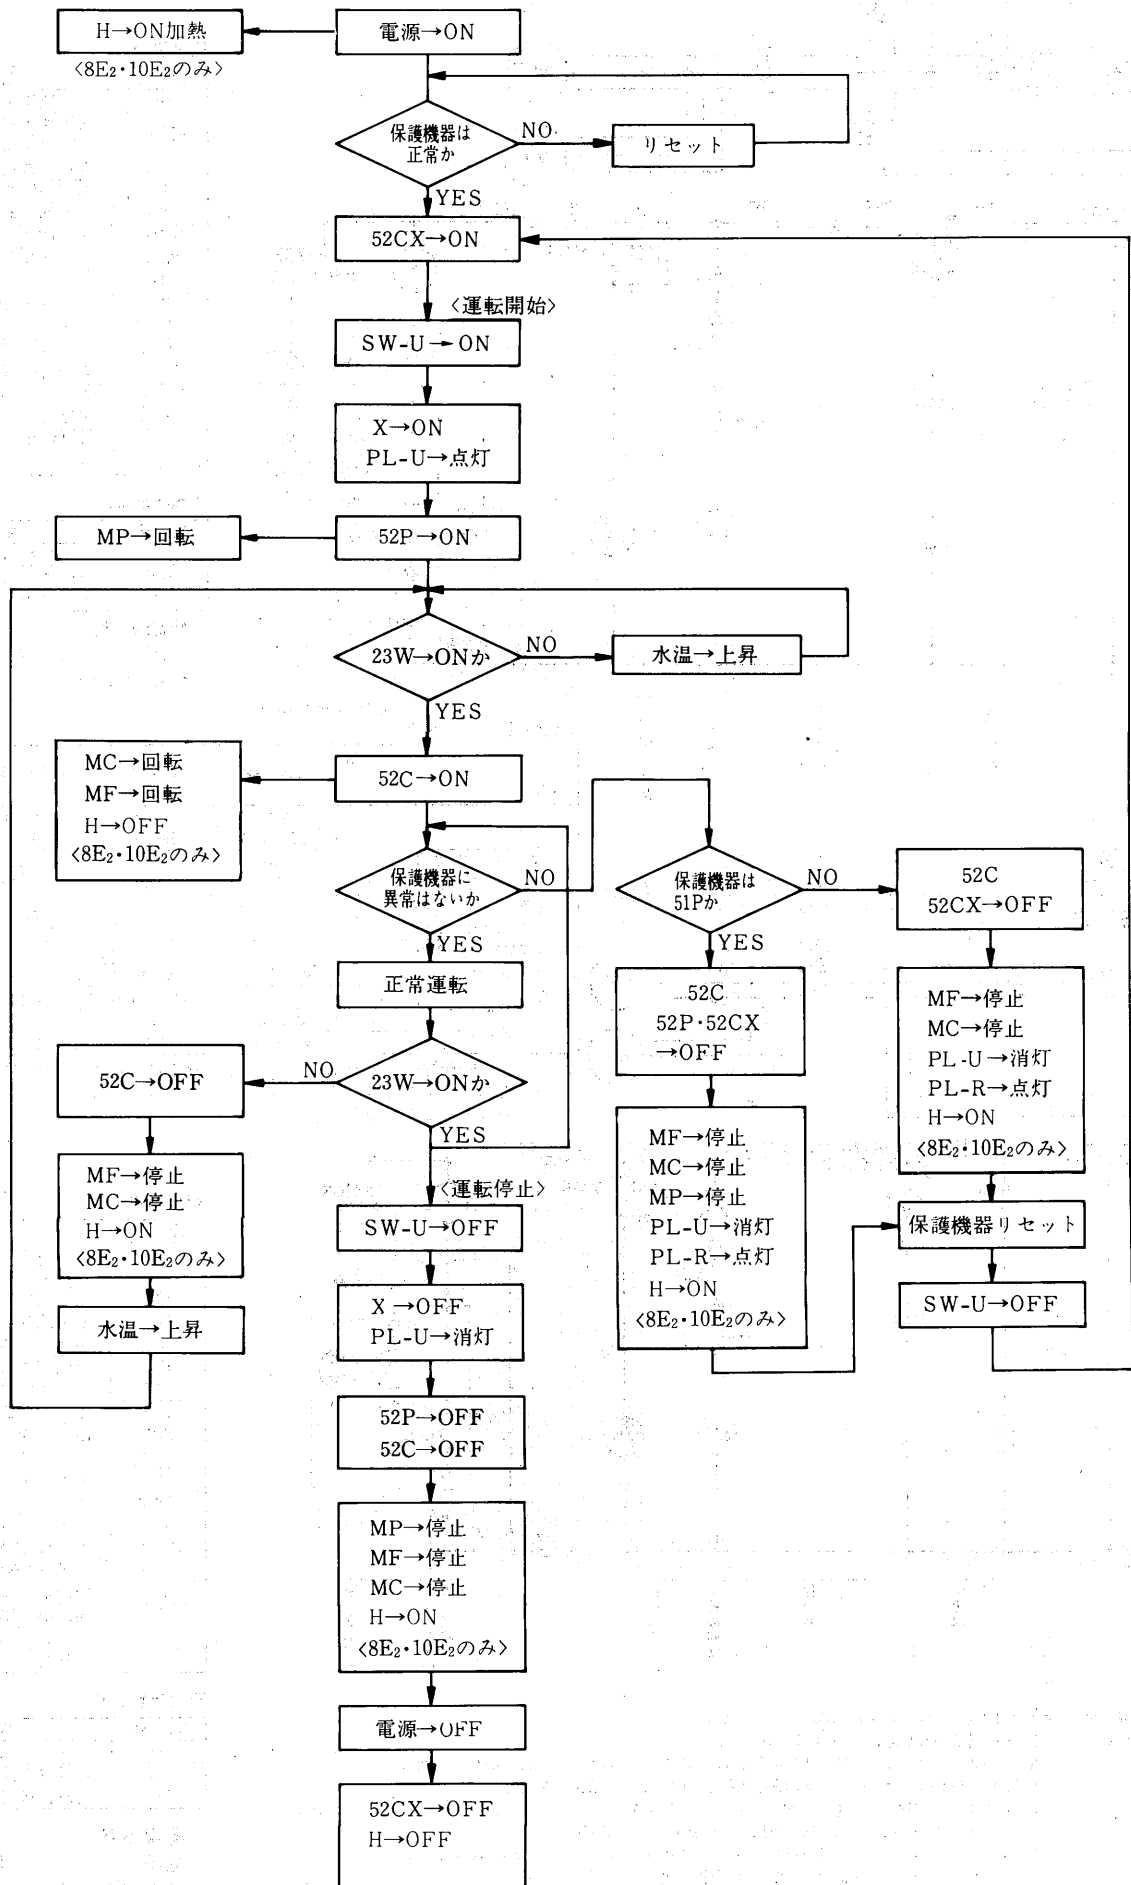 H→ON加熱
〈8E₂・10E₂のみ〉
電源→ON
保護機器は
正常か
NO
リセット
YES
52CX→ON
〈運転開始〉
SW-U→ON
X→ON
PL-U→点灯
52P→ON
MP→回転
23W→ONか
NO
水温→上昇
YES
52C→ON
MC→回転
MF→回転
H→OFF
〈8E₂・10E₂のみ〉
保護機器に
異常はないか
NO
YES
正常運転
23W→ONか
NO
52C→OFF
MF→停止
MC→停止
H→ON
〈8E₂・10E₂のみ〉
水温→上昇
YES
〈運転停止〉
SW-U→OFF
X→OFF
PL-U→消灯
52P→OFF
52C→OFF
MP→停止
MF→停止
MC→停止
H→ON
〈8E₂・10E₂のみ〉
電源→OFF
52CX→OFF
H→OFF
保護機器は
51Pか
YES
52C
52P・52CX
→OFF
MF→停止
MC→停止
MP→停止
PL-U→消灯
PL-R→点灯
H→ON
〈8E₂・10E₂のみ〉
NO
52C
52CX→OFF
MF→停止
MC→停止
PL-U→消灯
PL-R→点灯
H→ON
〈8E₂・10E₂のみ〉
保護機器リセット
SW-U→OFF